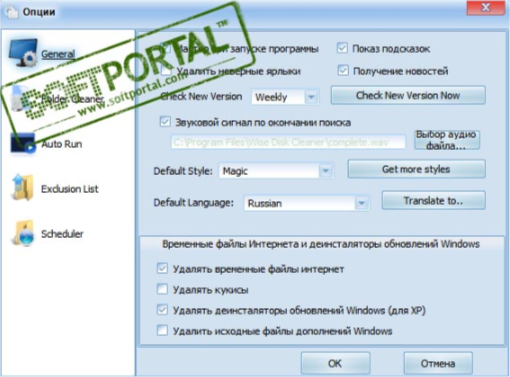 Опции
General
Folder Cleaner
Auto Run
Exclusion List
Scheduler
SOFTPORTAL™
www.softportal.com
запуске программы
Показ подсказок
Удалить неверные ярлыки
Получение новостей
Check New Version
Weekly
Check New Version Now
Звуковой сигнал по окончании поиска
C:\Program Files\Wise Disk Cleaner\complete.wav
Выбор аудио
файла...
Default Style:
Magic
Get more styles
Default Language:
Russian
Translate to..
Временные файлы Интернета и деинсталяторы обновлений Windows
Удалять временные файлы интернет
Удалять кукисы
Удалять деинсталяторы обновлений Windows (для XP)
Удалить исходные файлы дополнений Windows
OK
Отмена